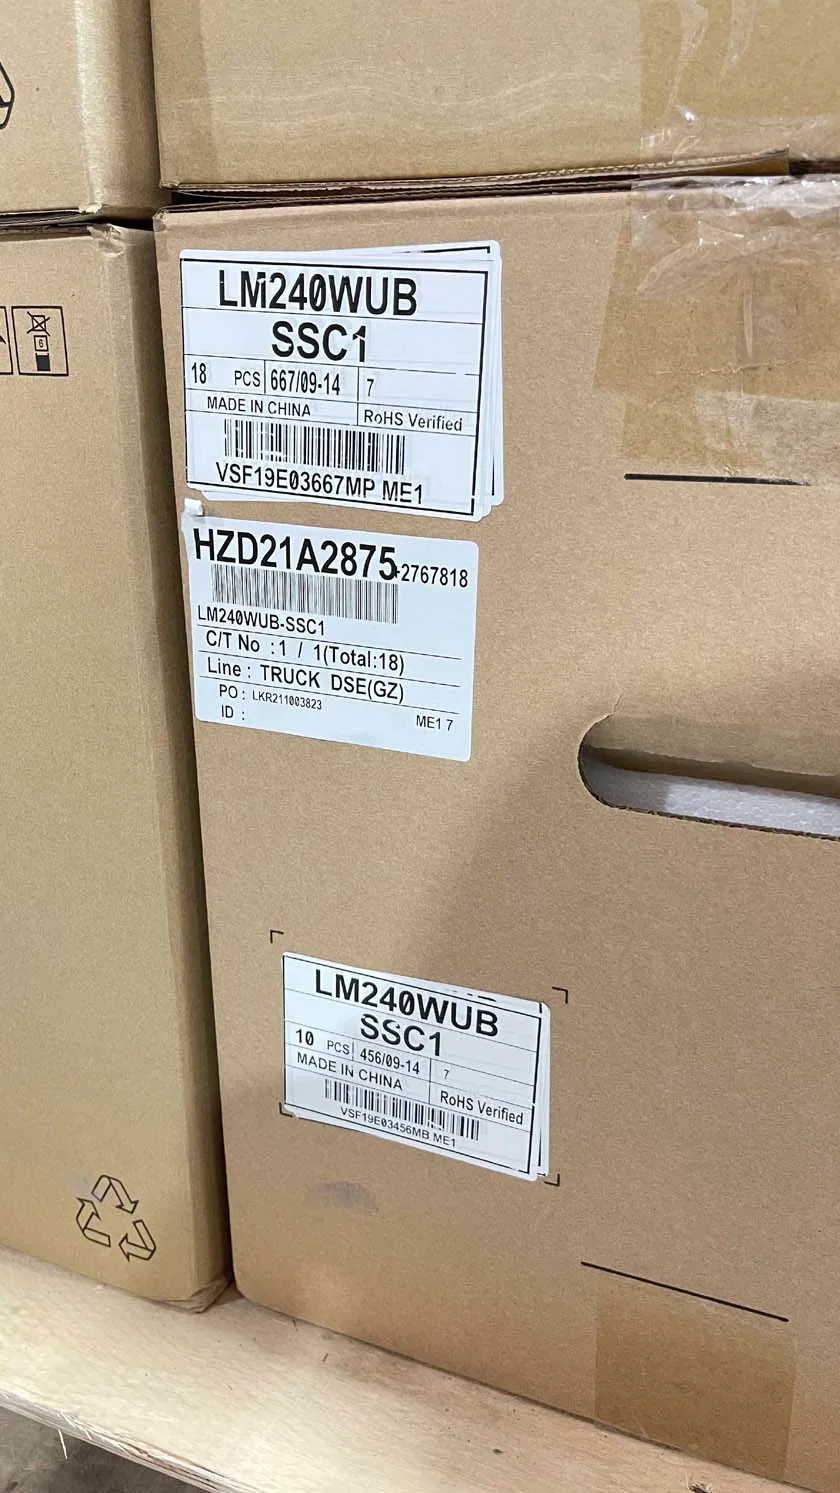 6
LM240WUB
SSC1
18 PCS 667/09-14 7
MADE IN CHINA RoHS Verified
VSF19E03667MP ME1
HZD21A2875+2767818
LM240WUB-SSC1
C/T No :1 / 1(Total:18)
Line : TRUCK DSE(GZ)
PO : LKR211003823
ID : ME1 7
LM240WUB
SSC1
10 PCS 456/09-14 7
MADE IN CHINA RoHS Verified
VSF19E03456MB ME1